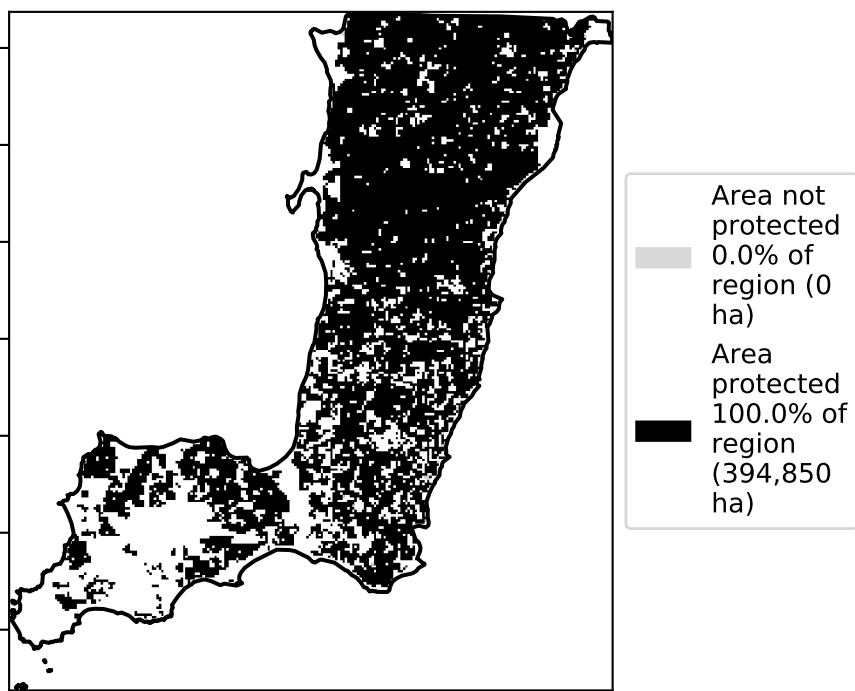 Area not
protected
0.0% of
region (0
ha)
Area
protected
100.0% of
region
(394,850
ha)